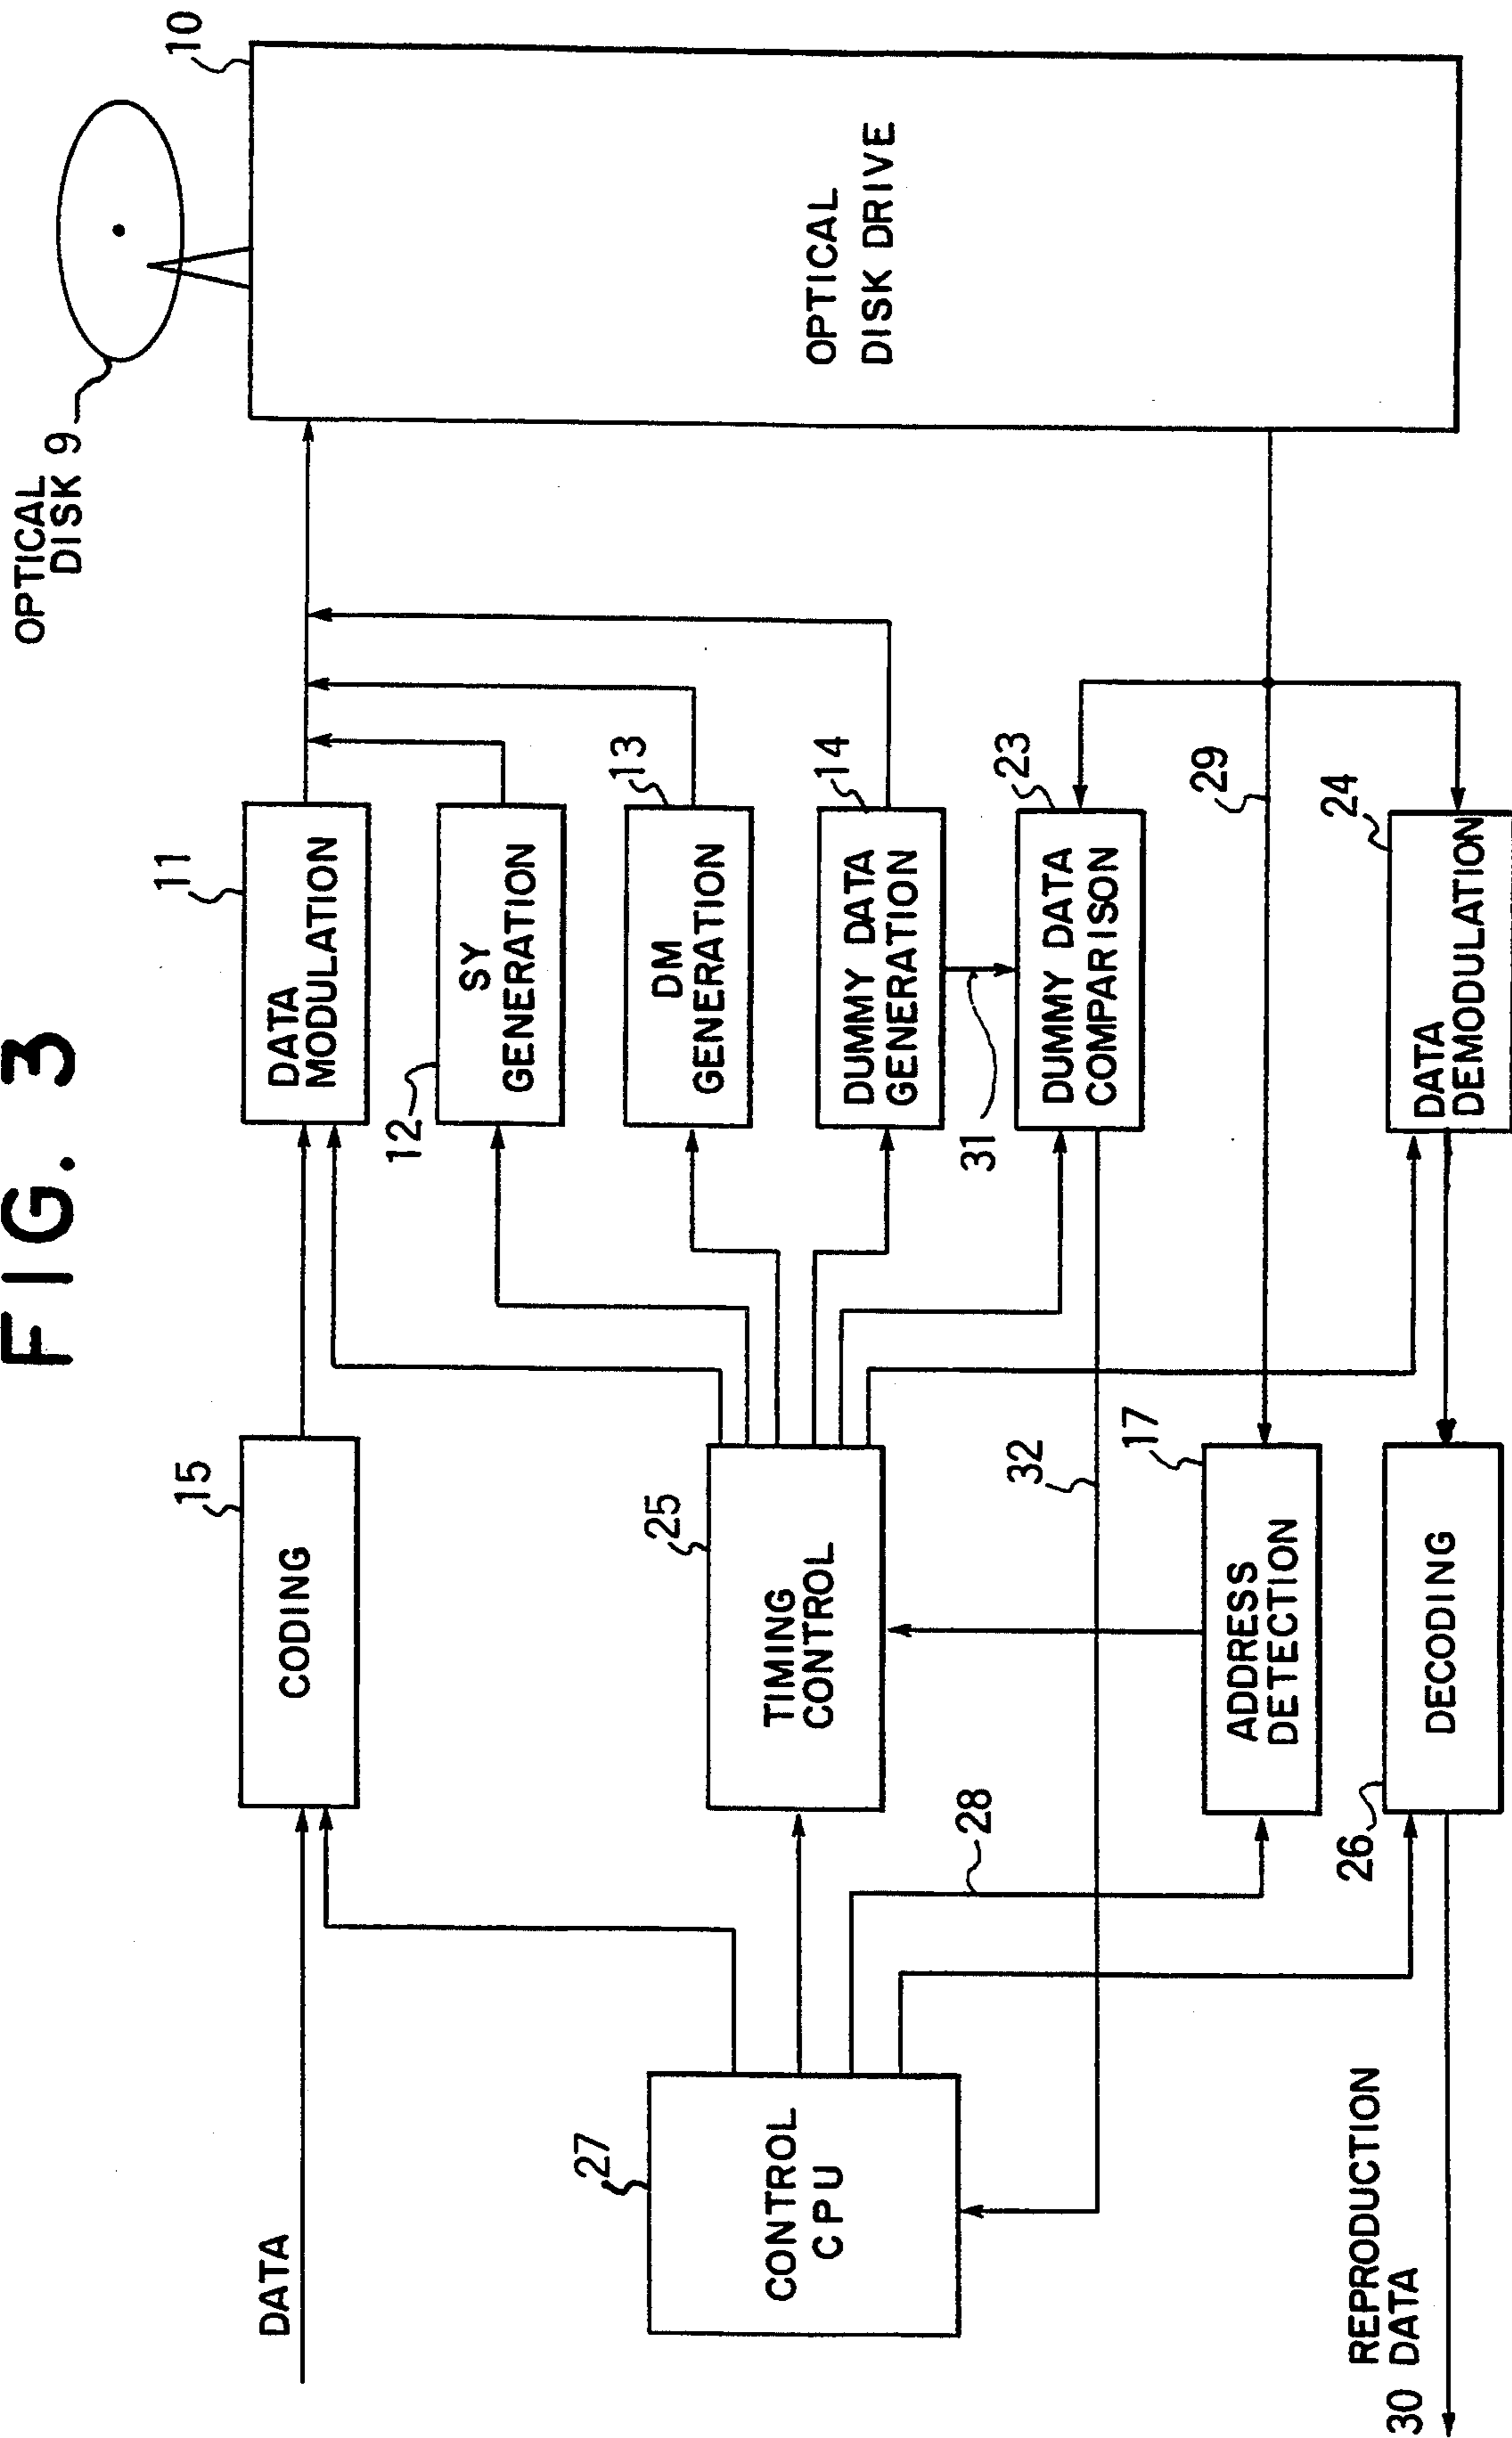 FIG. 3
OPTICAL
DISK 9
10
OPTICAL
DISK DRIVE
DATA
15
CODING
11
DATA
MODULATION
12
SY
GENERATION
13
DM
GENERATION
14
DUMMY DATA
GENERATION
31
23
DUMMY DATA
COMPARISON
27
CONTROL
CPU
25
TIMING
CONTROL
28
32
29
17
ADDRESS
DETECTION
24
DATA
DEMODULATION
26
DECODING
REPRODUCTION
30 DATA